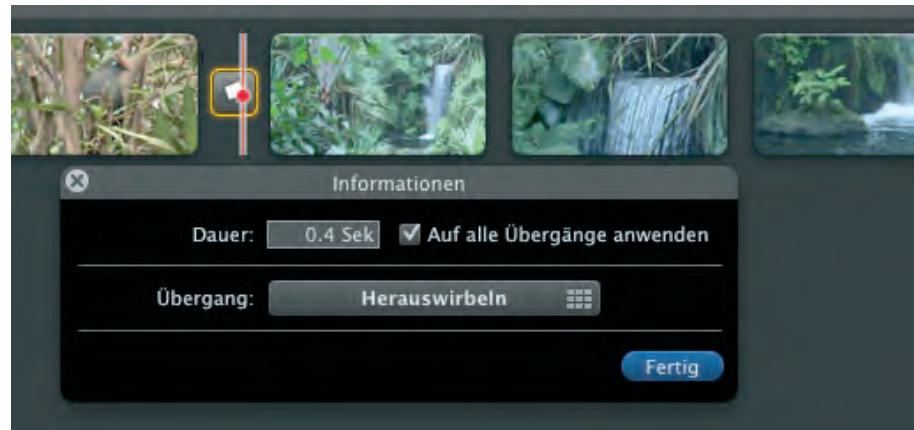 Informationen
Dauer: 0.4 Sek Auf alle Übergänge anwenden
Übergang: Herauswirbeln
Fertig